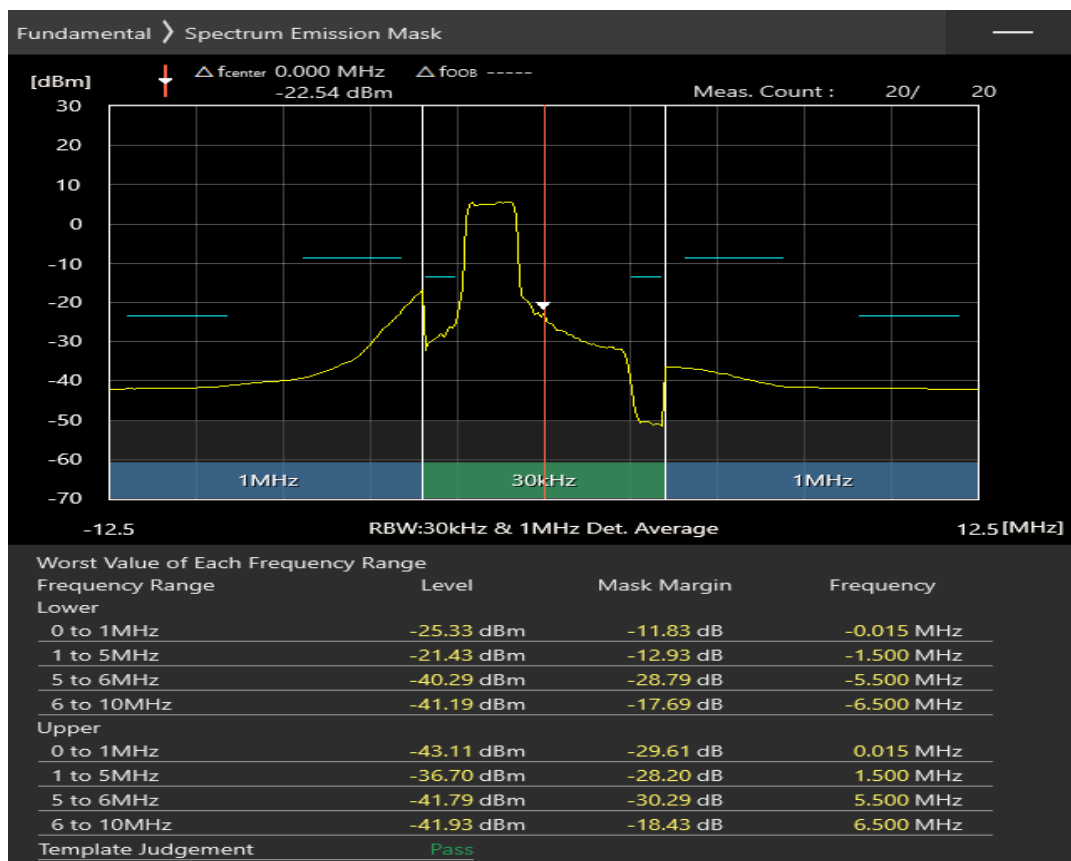 Fundamental 〉 Spectrum Emission Mask
[dBm] △ fcenter 0.000 MHz △ fOOB -----
-22.54 dBm Meas. Count : 20/ 20
30
20
10
0
-10
-20
-30
-40
-50
-60
-70
1MHz 30kHz 1MHz
-12.5 RBW:30kHz & 1MHz Det. Average 12.5 [MHz]
Worst Value of Each Frequency Range
Frequency Range Level Mask Margin Frequency
Lower
0 to 1MHz -25.33 dBm -11.83 dB -0.015 MHz
1 to 5MHz -21.43 dBm -12.93 dB -1.500 MHz
5 to 6MHz -40.29 dBm -28.79 dB -5.500 MHz
6 to 10MHz -41.19 dBm -17.69 dB -6.500 MHz
Upper
0 to 1MHz -43.11 dBm -29.61 dB 0.015 MHz
1 to 5MHz -36.70 dBm -28.20 dB 1.500 MHz
5 to 6MHz -41.79 dBm -30.29 dB 5.500 MHz
6 to 10MHz -41.93 dBm -18.43 dB 6.500 MHz
Template Judgement Pass